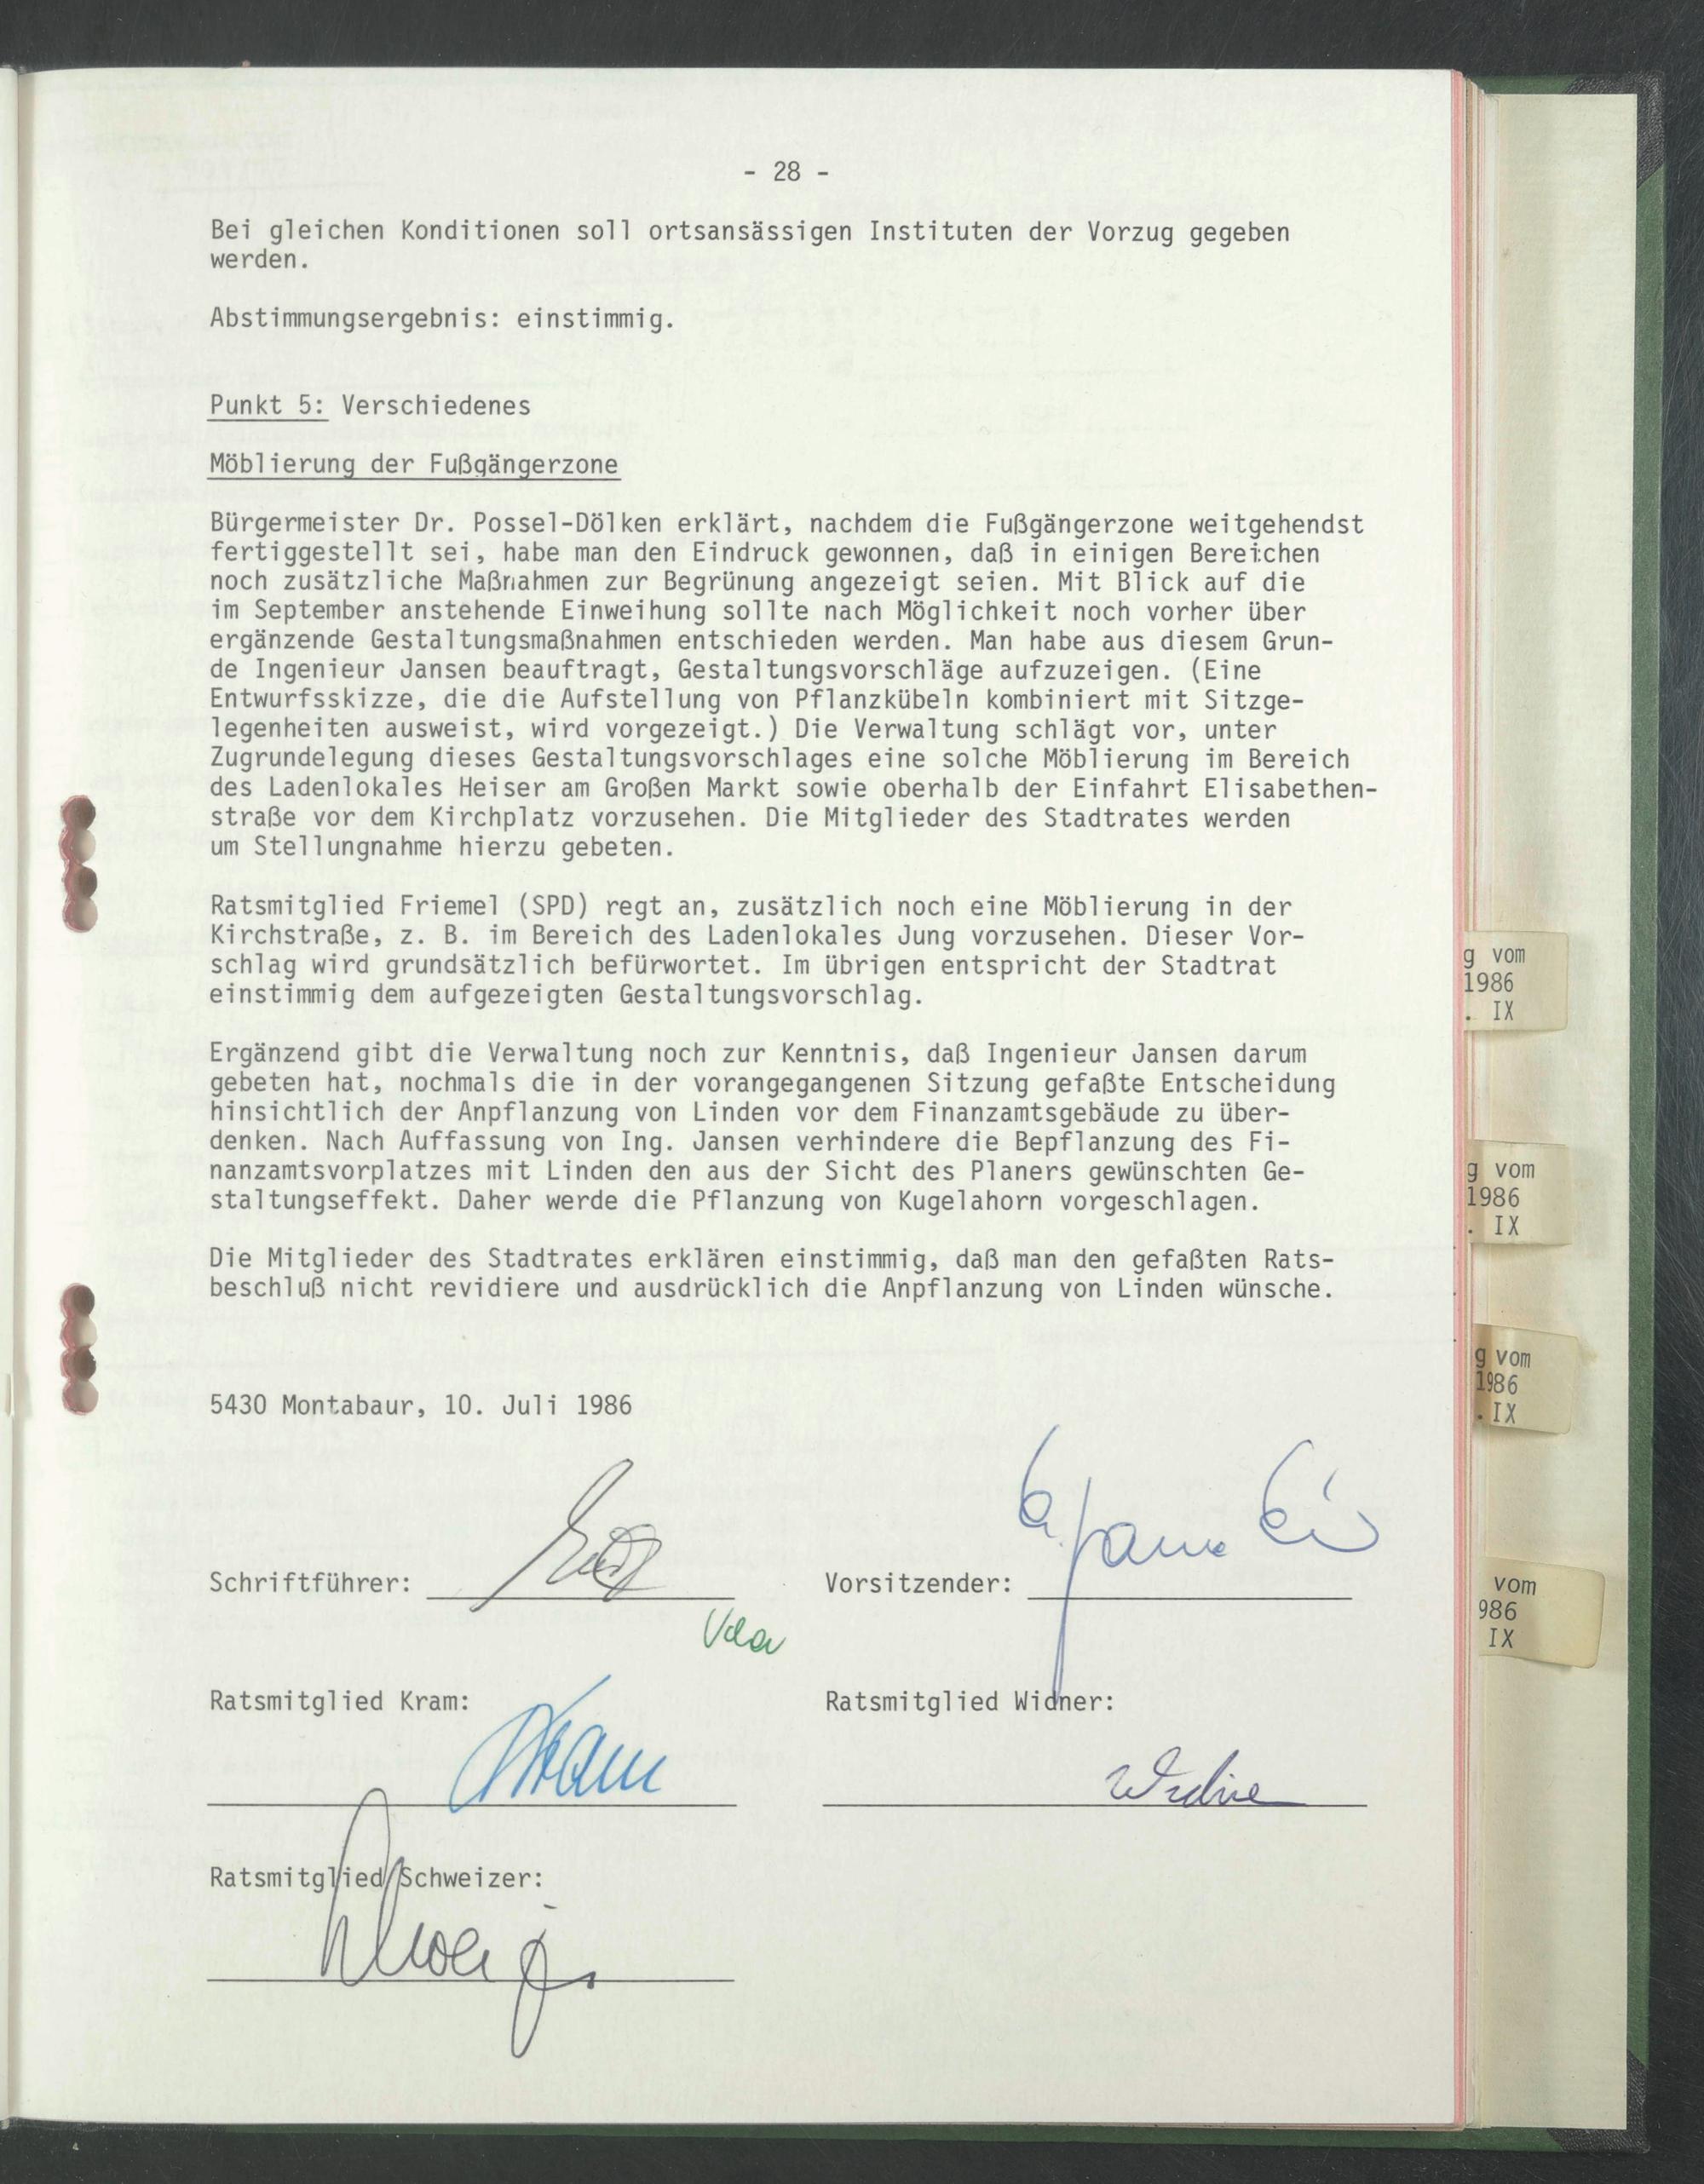 - 28 -
Bei gleichen Konditionen soll ortsansässigen Instituten der Vorzug gegeben
werden.
Abstimmungsergebnis: einstimmig.
Punkt 5: Verschiedenes
Möblierung der Fußgängerzone
Bürgermeister Dr. Possel-Dölken erklärt, nachdem die Fußgängerzone weitgehendst
fertiggestellt sei, habe man den Eindruck gewonnen, daß in einigen Bereichen
noch zusätzliche Maßnahmen zur Begrünung angezeigt seien. Mit Blick auf die
im September anstehende Einweihung sollte nach Möglichkeit noch vorher über
ergänzende Gestaltungsmaßnahmen entschieden werden. Man habe aus diesem Grun-
de Ingenieur Jansen beauftragt, Gestaltungsvorschläge aufzuzeigen. (Eine
Entwurfsskizze, die die Aufstellung von Pflanzkübeln kombiniert mit Sitzge-
legenheiten ausweist, wird vorgezeigt.) Die Verwaltung schlägt vor, unter
Zugrundelegung dieses Gestaltungsvorschlages eine solche Möblierung im Bereich
des Ladenlokales Heiser am Großen Markt sowie oberhalb der Einfahrt Elisabethen-
straße vor dem Kirchplatz vorzusehen. Die Mitglieder des Stadtrates werden
um Stellungnahme hierzu gebeten.
Ratsmitglied Friemel (SPD) regt an, zusätzlich noch eine Möblierung in der
Kirchstraße, z. B. im Bereich des Ladenlokales Jung vorzusehen. Dieser Vor-
schlag wird grundsätzlich befürwortet. Im übrigen entspricht der Stadtrat
einstimmig dem aufgezeigten Gestaltungsvorschlag.
Ergänzend gibt die Verwaltung noch zur Kenntnis, daß Ingenieur Jansen darum
gebeten hat, nochmals die in der vorangegangenen Sitzung gefaßte Entscheidung
hinsichtlich der Anpflanzung von Linden vor dem Finanzamtsgebäude zu über-
denken. Nach Auffassung von Ing. Jansen verhindere die Bepflanzung des Fi-
nanzamtsvorplatzes mit Linden den aus der Sicht des Planers gewünschten Ge-
staltungseffekt. Daher werde die Pflanzung von Kugelahorn vorgeschlagen.
Die Mitglieder des Stadtrates erklären einstimmig, daß man den gefaßten Rats-
beschluß nicht revidiere und ausdrücklich die Anpflanzung von Linden wünsche.
5430 Montabaur, 10. Juli 1986
Schriftführer: Vorsitzender:
Ratsmitglied Kram: Ratsmitglied Widner:
Kram Widner
Ratsmitglied Schweizer:
g vom
1986
. IX
g vom
1986
. IX
g vom
1986
. IX
vom
986
IX